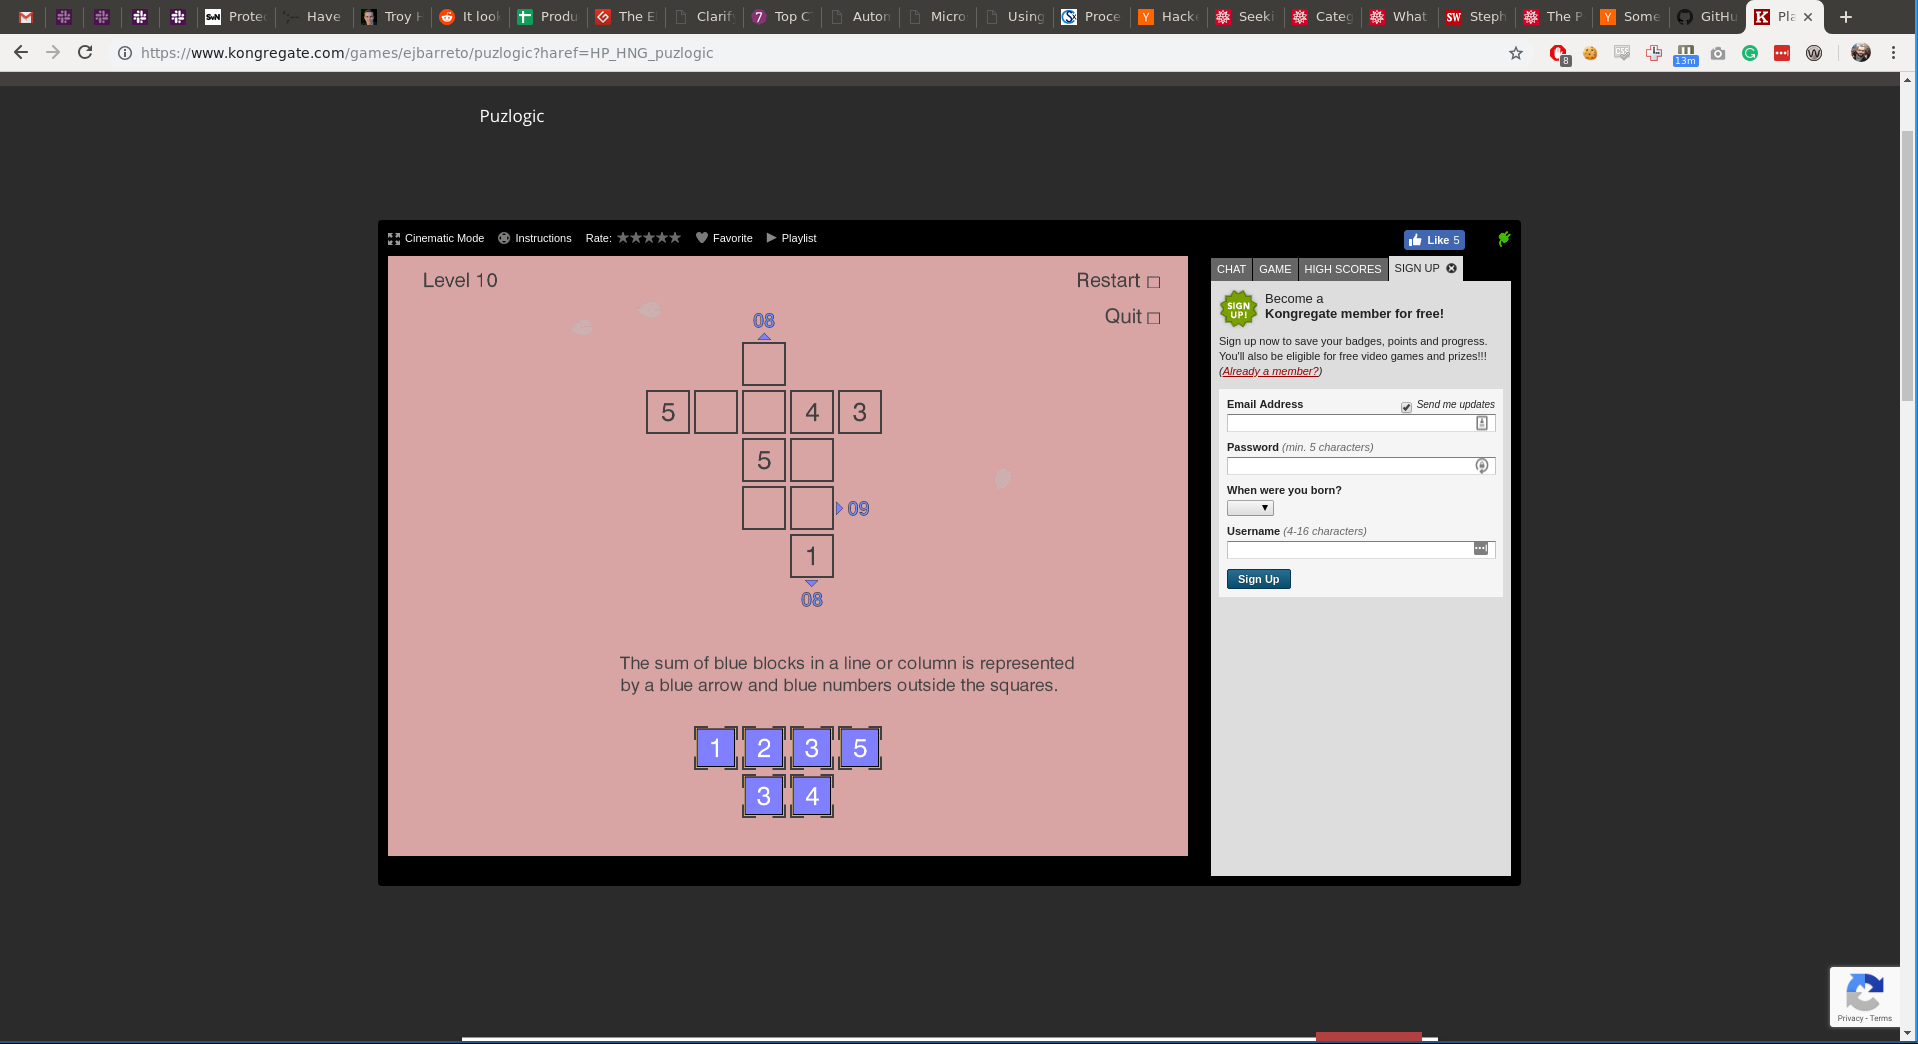 Prote
Have
Troy H
It look
Produ
The E
Clarif
Top C
Auton
Micro
Using
Proce
Hack
Seeki
Categ
What
Steph
The P
Some
GitHu
Pla
https://www.kongregate.com/games/ejbarreto/puzlogic?haref=HP_HNG_puzlogic
8
13m
Puzlogic
Cinematic Mode Instructions Rate: Favorite Playlist
Like 5
Level 10
Restart
Quit
08
5 4 3
5
09
1
08
The sum of blue blocks in a line or column is represented
by a blue arrow and blue numbers outside the squares.
1 2 3 5
3 4
CHAT GAME HIGH SCORES SIGN UP
SIGN UP!
Become a
Kongregate member for free!
Sign up now to save your badges, points and progress.
You'll also be eligible for free video games and prizes!!!
(Already a member?)
Email Address
Send me updates
Password (min. 5 characters)
When were you born?
Username (4-16 characters)
Sign Up
Privacy - Terms